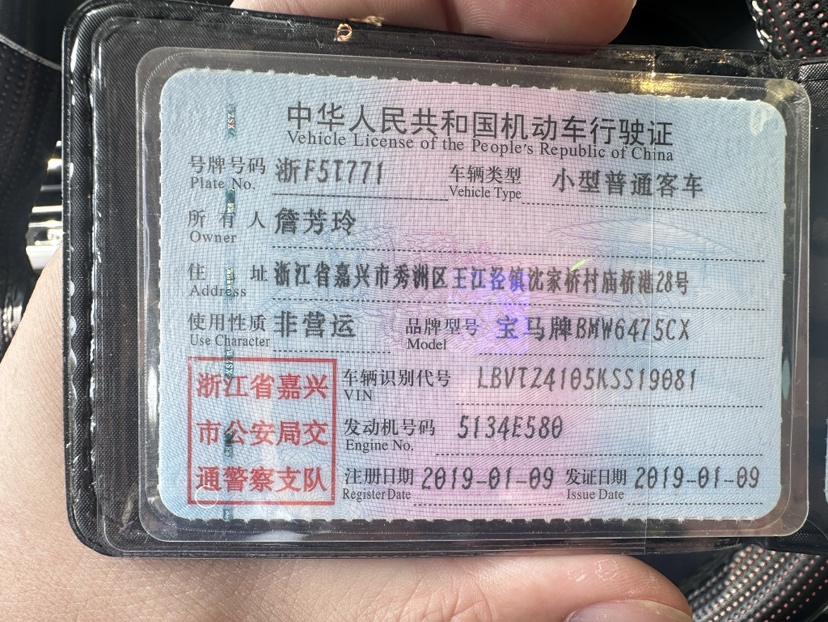 中华人民共和国机动车行驶证
Vehicle License of the People's Republic of China
号牌号码 浙F5T771 车辆类型 小型普通客车
Plate No. Vehicle Type
所有人 詹芳玲
Owner
住址 浙江省嘉兴市秀洲区王江泾镇沈家桥村庙桥港28号
Address
使用性质 非营运 品牌型号 宝马牌BMW6475CX
Use Character Model
浙江省嘉兴
市公安局交
通警察支队
车辆识别代号 LBVTZ4105KSS19081
VIN
发动机号码 5134E580
Engine No.
注册日期 2019-01-09 发证日期 2019-01-09
Register Date Issue Date